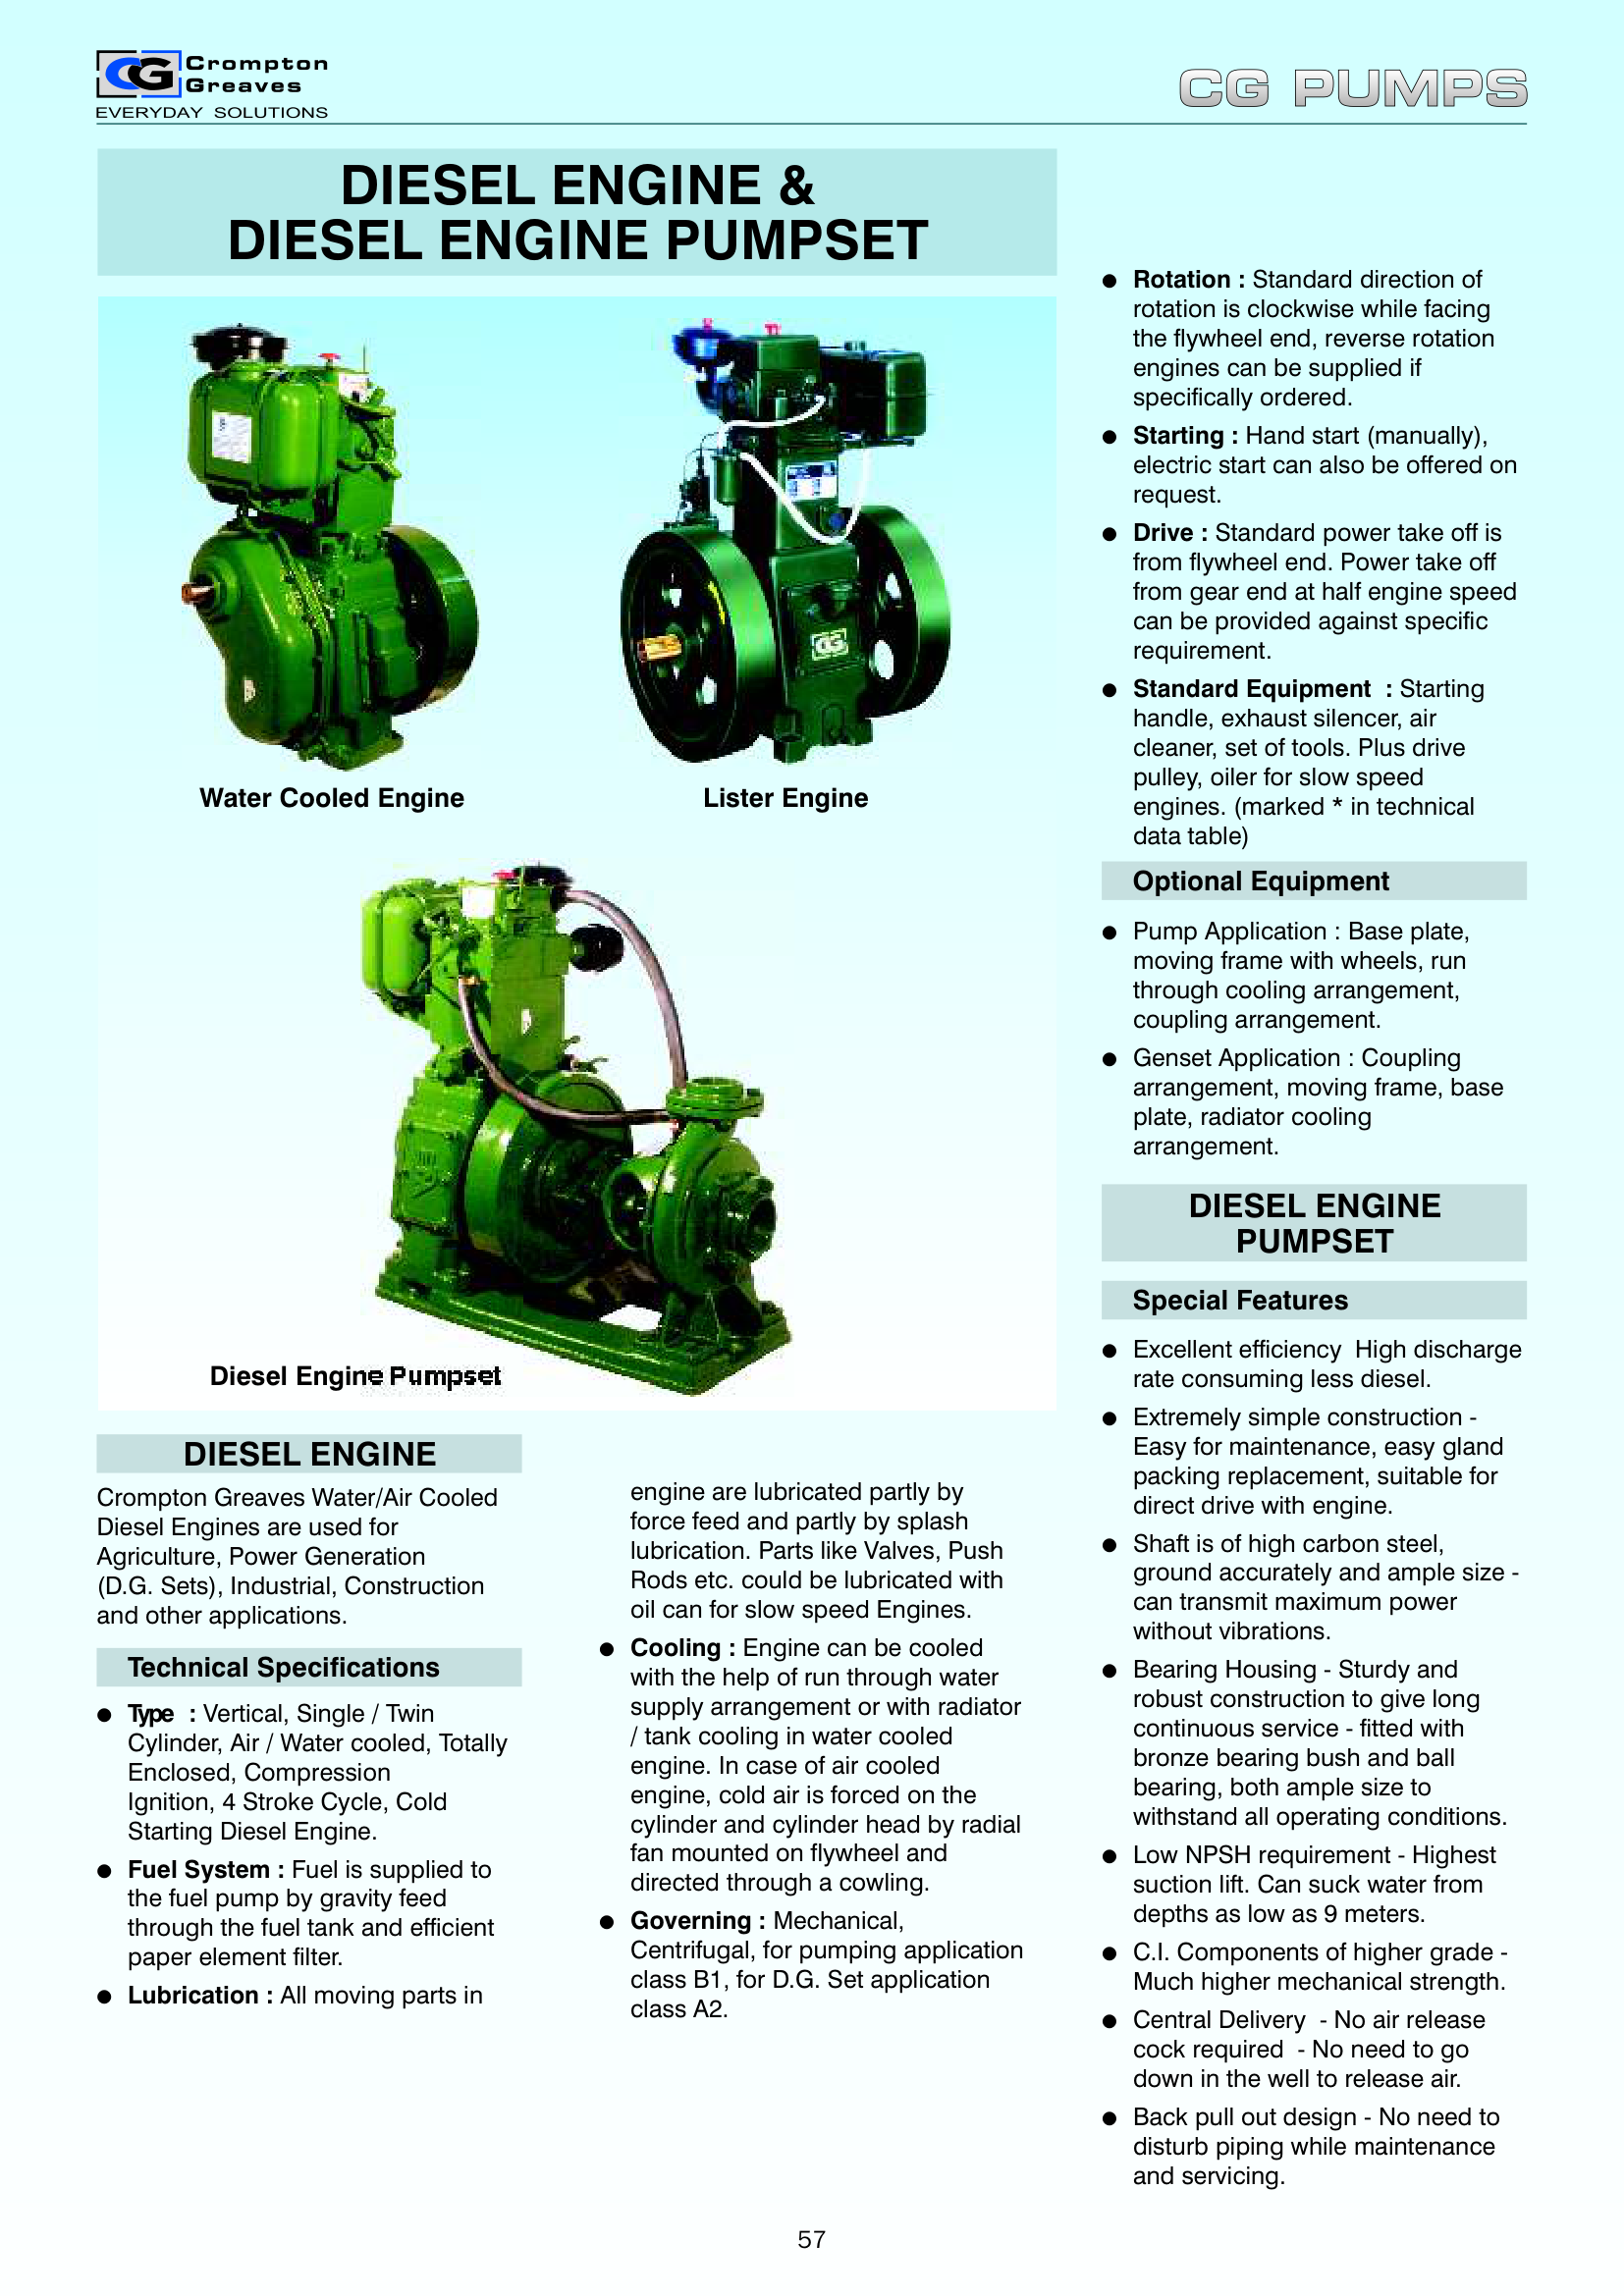 Crompton
Greaves
EVERYDAY SOLUTIONS
CG PUMPS
DIESEL ENGINE &
DIESEL ENGINE PUMPSET
Water Cooled Engine
Lister Engine
CG
Diesel Engine Pumpset
DIESEL ENGINE
Crompton Greaves Water/Air Cooled
Diesel Engines are used for
Agriculture, Power Generation
(D.G. Sets), Industrial, Construction
and other applications.
Technical Specifications
● Type : Vertical, Single / Twin
Cylinder, Air / Water cooled, Totally
Enclosed, Compression
Ignition, 4 Stroke Cycle, Cold
Starting Diesel Engine.
● Fuel System : Fuel is supplied to
the fuel pump by gravity feed
through the fuel tank and efficient
paper element filter.
● Lubrication : All moving parts in
engine are lubricated partly by
force feed and partly by splash
lubrication. Parts like Valves, Push
Rods etc. could be lubricated with
oil can for slow speed Engines.
● Cooling : Engine can be cooled
with the help of run through water
supply arrangement or with radiator
/ tank cooling in water cooled
engine. In case of air cooled
engine, cold air is forced on the
cylinder and cylinder head by radial
fan mounted on flywheel and
directed through a cowling.
● Governing : Mechanical,
Centrifugal, for pumping application
class B1, for D.G. Set application
class A2.
● Rotation : Standard direction of
rotation is clockwise while facing
the flywheel end, reverse rotation
engines can be supplied if
specifically ordered.
● Starting : Hand start (manually),
electric start can also be offered on
request.
● Drive : Standard power take off is
from flywheel end. Power take off
from gear end at half engine speed
can be provided against specific
requirement.
● Standard Equipment : Starting
handle, exhaust silencer, air
cleaner, set of tools. Plus drive
pulley, oiler for slow speed
engines. (marked * in technical
data table)
Optional Equipment
● Pump Application : Base plate,
moving frame with wheels, run
through cooling arrangement,
coupling arrangement.
● Genset Application : Coupling
arrangement, moving frame, base
plate, radiator cooling
arrangement.
DIESEL ENGINE
PUMPSET
Special Features
● Excellent efficiency High discharge
rate consuming less diesel.
● Extremely simple construction -
Easy for maintenance, easy gland
packing replacement, suitable for
direct drive with engine.
● Shaft is of high carbon steel,
ground accurately and ample size -
can transmit maximum power
without vibrations.
● Bearing Housing - Sturdy and
robust construction to give long
continuous service - fitted with
bronze bearing bush and ball
bearing, both ample size to
withstand all operating conditions.
● Low NPSH requirement - Highest
suction lift. Can suck water from
depths as low as 9 meters.
● C.I. Components of higher grade -
Much higher mechanical strength.
● Central Delivery - No air release
cock required - No need to go
down in the well to release air.
● Back pull out design - No need to
disturb piping while maintenance
and servicing.
57